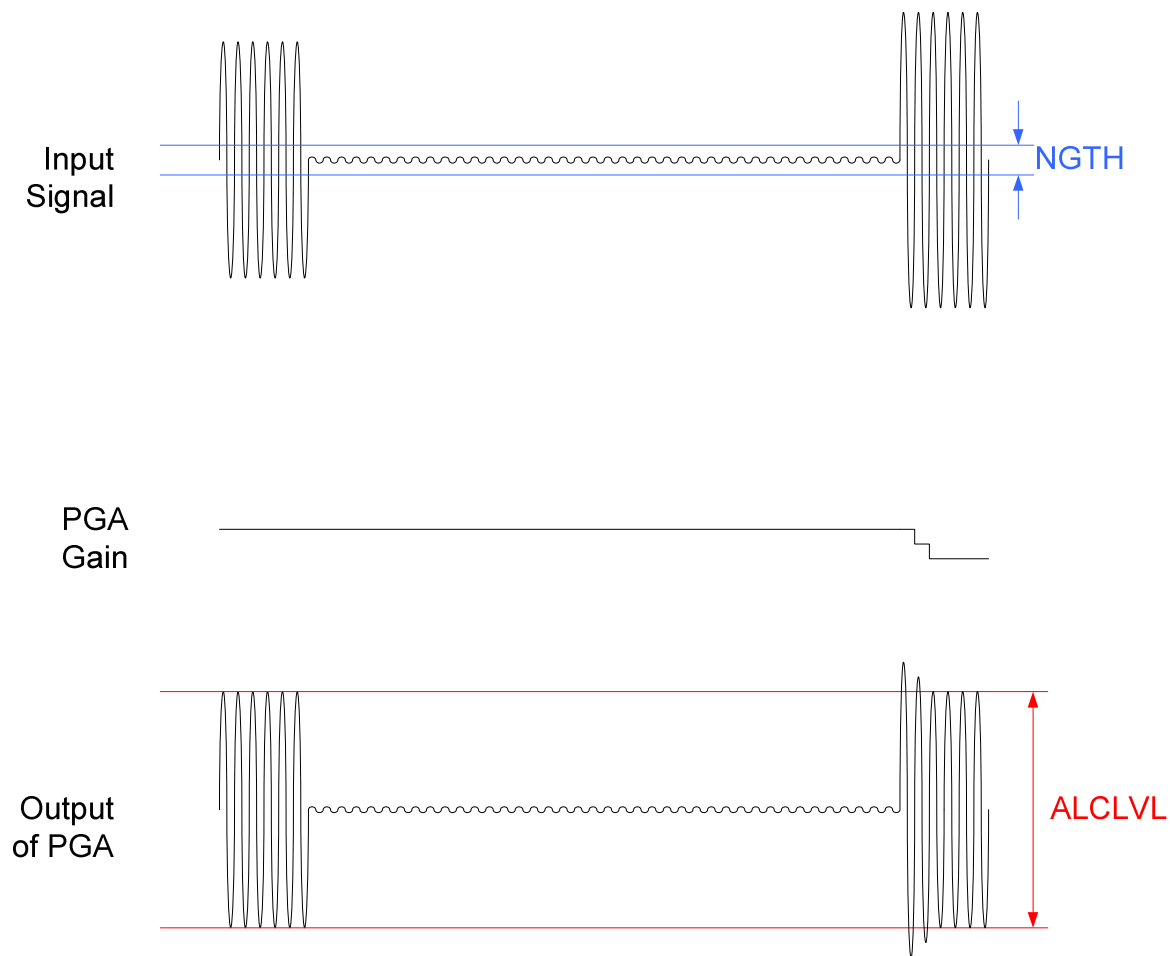 Input
Signal
NGTH
PGA
Gain
Output
of PGA
ALCLVL